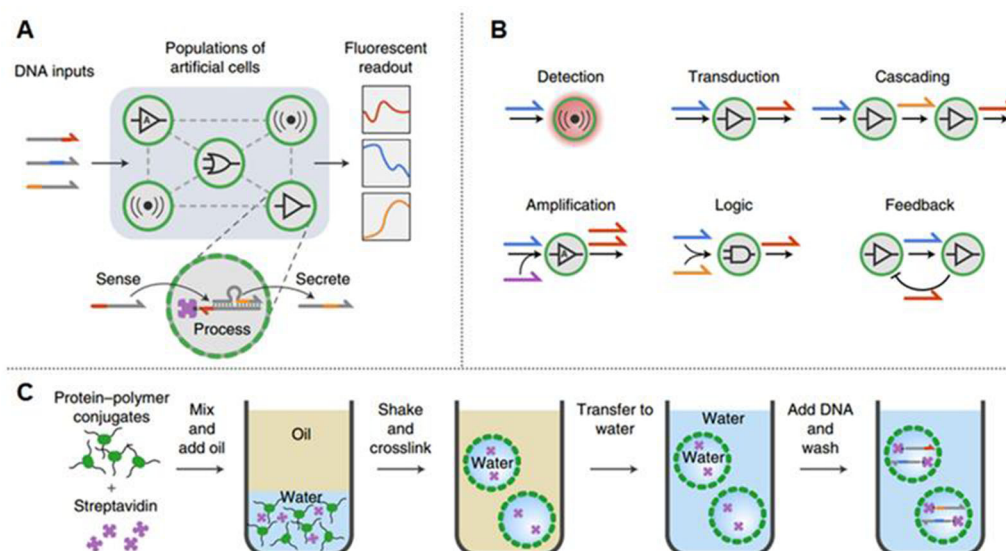 A
DNA inputs
Populations of
artificial cells
Fluorescent
readout
A
Sense
Secrete
Process
B
Detection
Transduction
Cascading
Amplification
A
Logic
Feedback
C
Protein–polymer
conjugates
+
Streptavidin
Mix
and
add oil
Oil
Water
Shake
and
crosslink
Water
Transfer to
water
Water
Water
Add DNA
and
wash